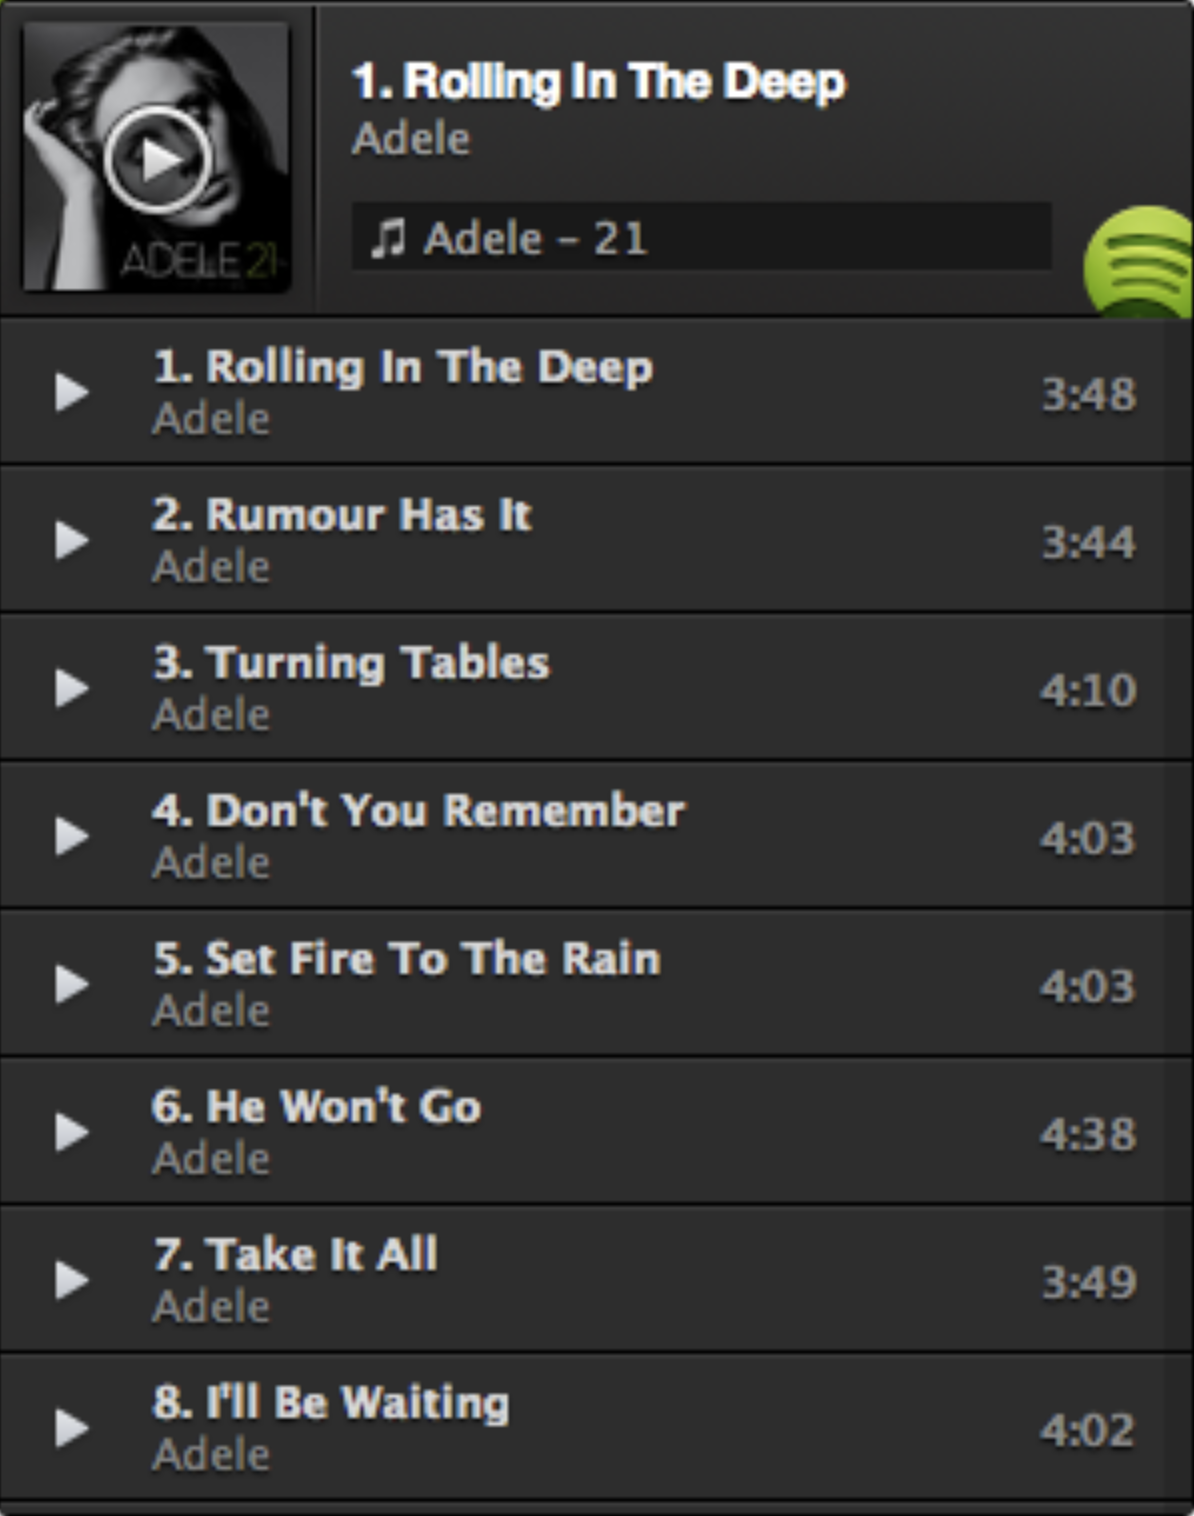 ADELE 21
1. Rolling In The Deep
Adele
Adele – 21
1. Rolling In The Deep
Adele
3:48
2. Rumour Has It
Adele
3:44
3. Turning Tables
Adele
4:10
4. Don't You Remember
Adele
4:03
5. Set Fire To The Rain
Adele
4:03
6. He Won't Go
Adele
4:38
7. Take It All
Adele
3:49
8. I'll Be Waiting
Adele
4:02